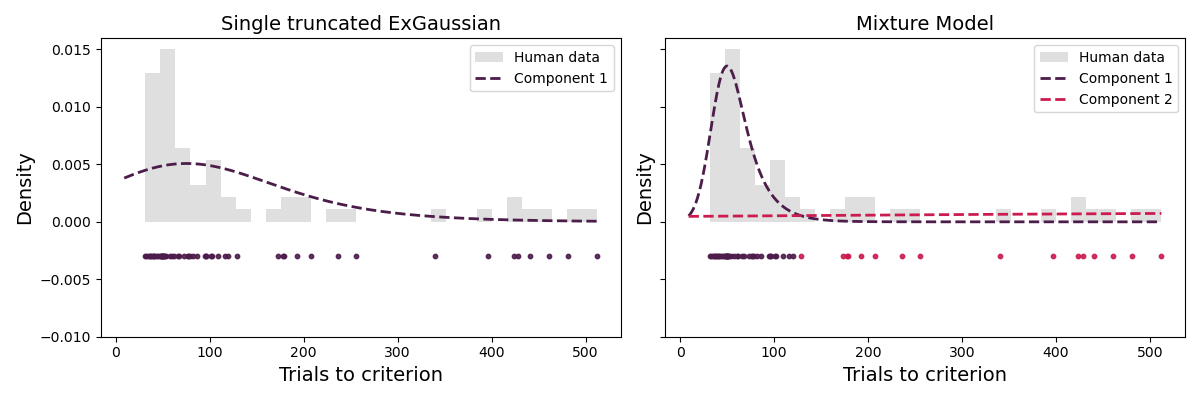 Single truncated ExGaussian
Human data
Component 1
0.015
0.010
0.005
0.000
−0.005
−0.010
Density
0
100
200
300
400
500
Trials to criterion
Mixture Model
Human data
Component 1
Component 2
Density
0
100
200
300
400
500
Trials to criterion